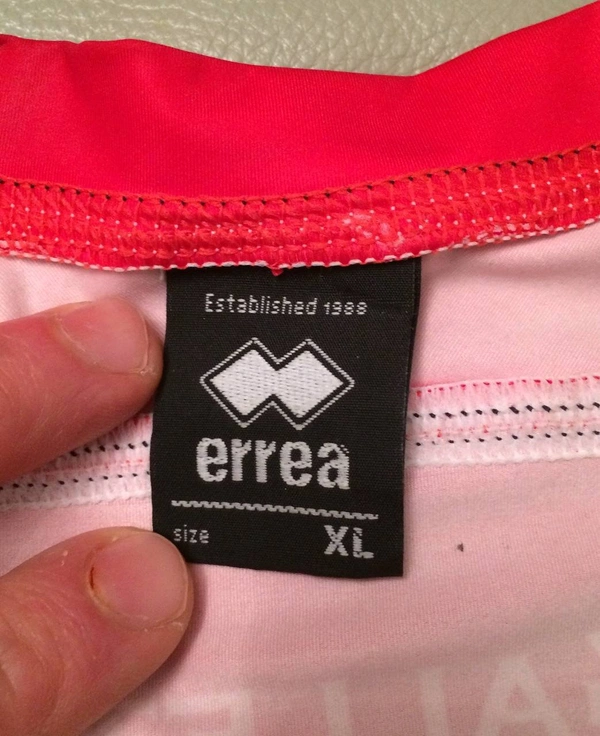 Established 1988
errea
size XL